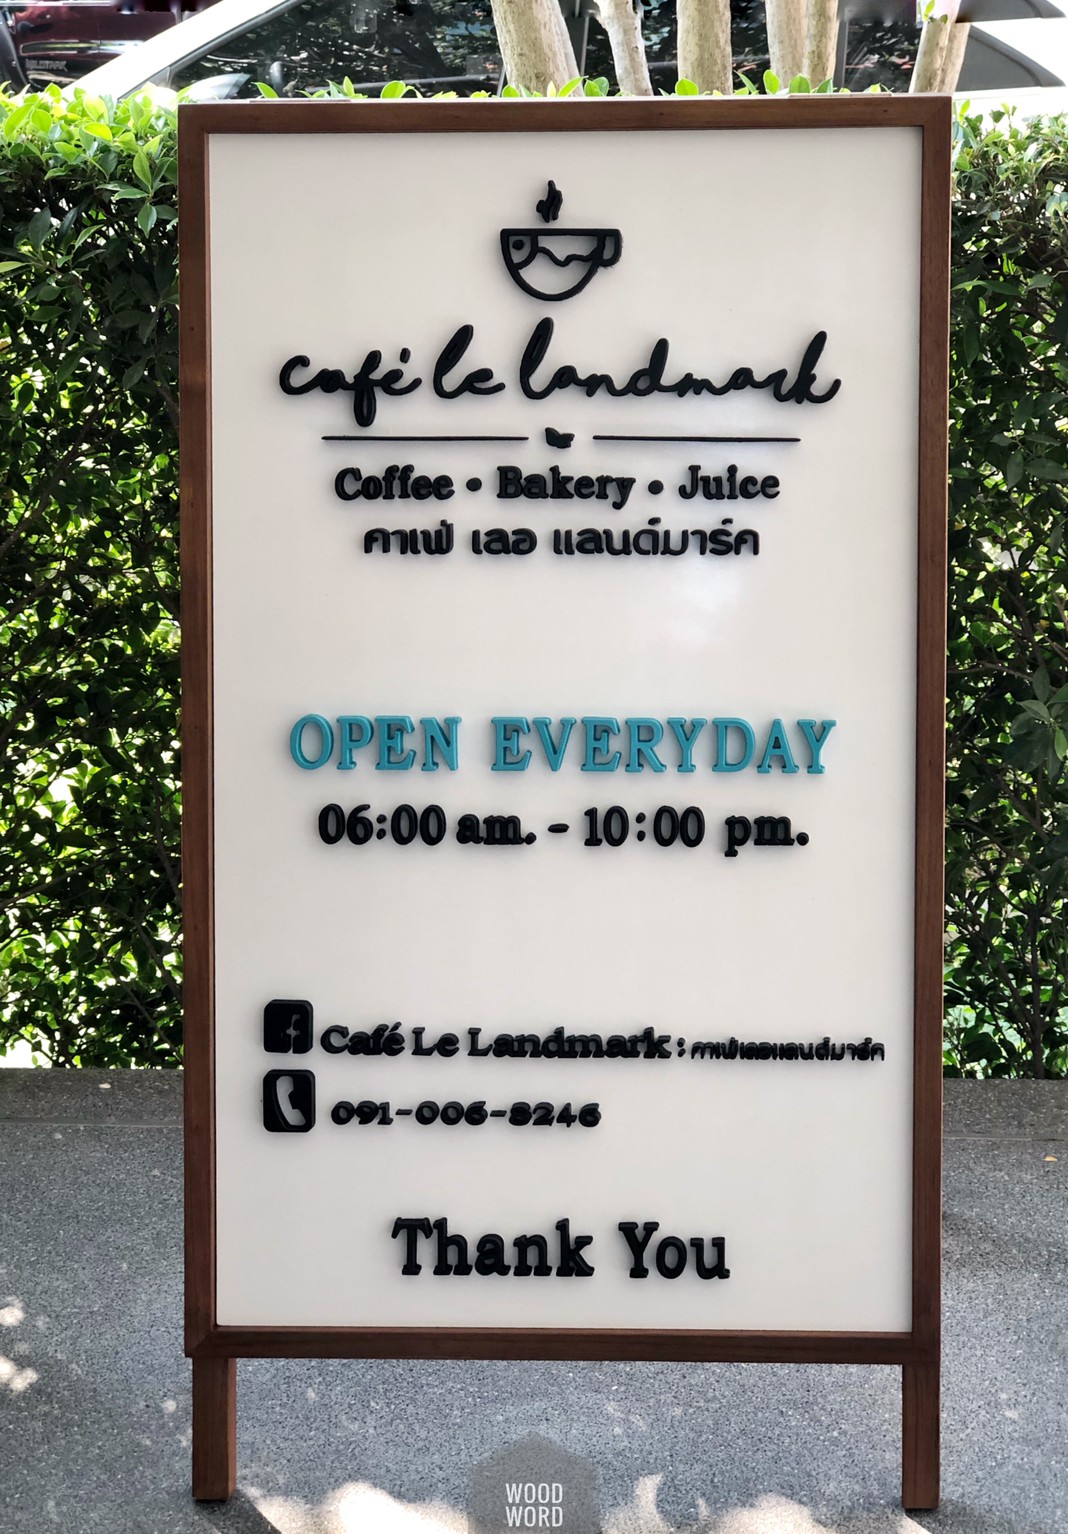 café le landmark
Coffee • Bakery • Juice
คาเฟ่ เลอ แลนด์มาร์ค
OPEN EVERYDAY
06:00 am. - 10:00 pm.
Café Le Landmark : คาเฟ่เลอแลนด์มาร์ค
091-006-8246
Thank You
WOOD
WORD